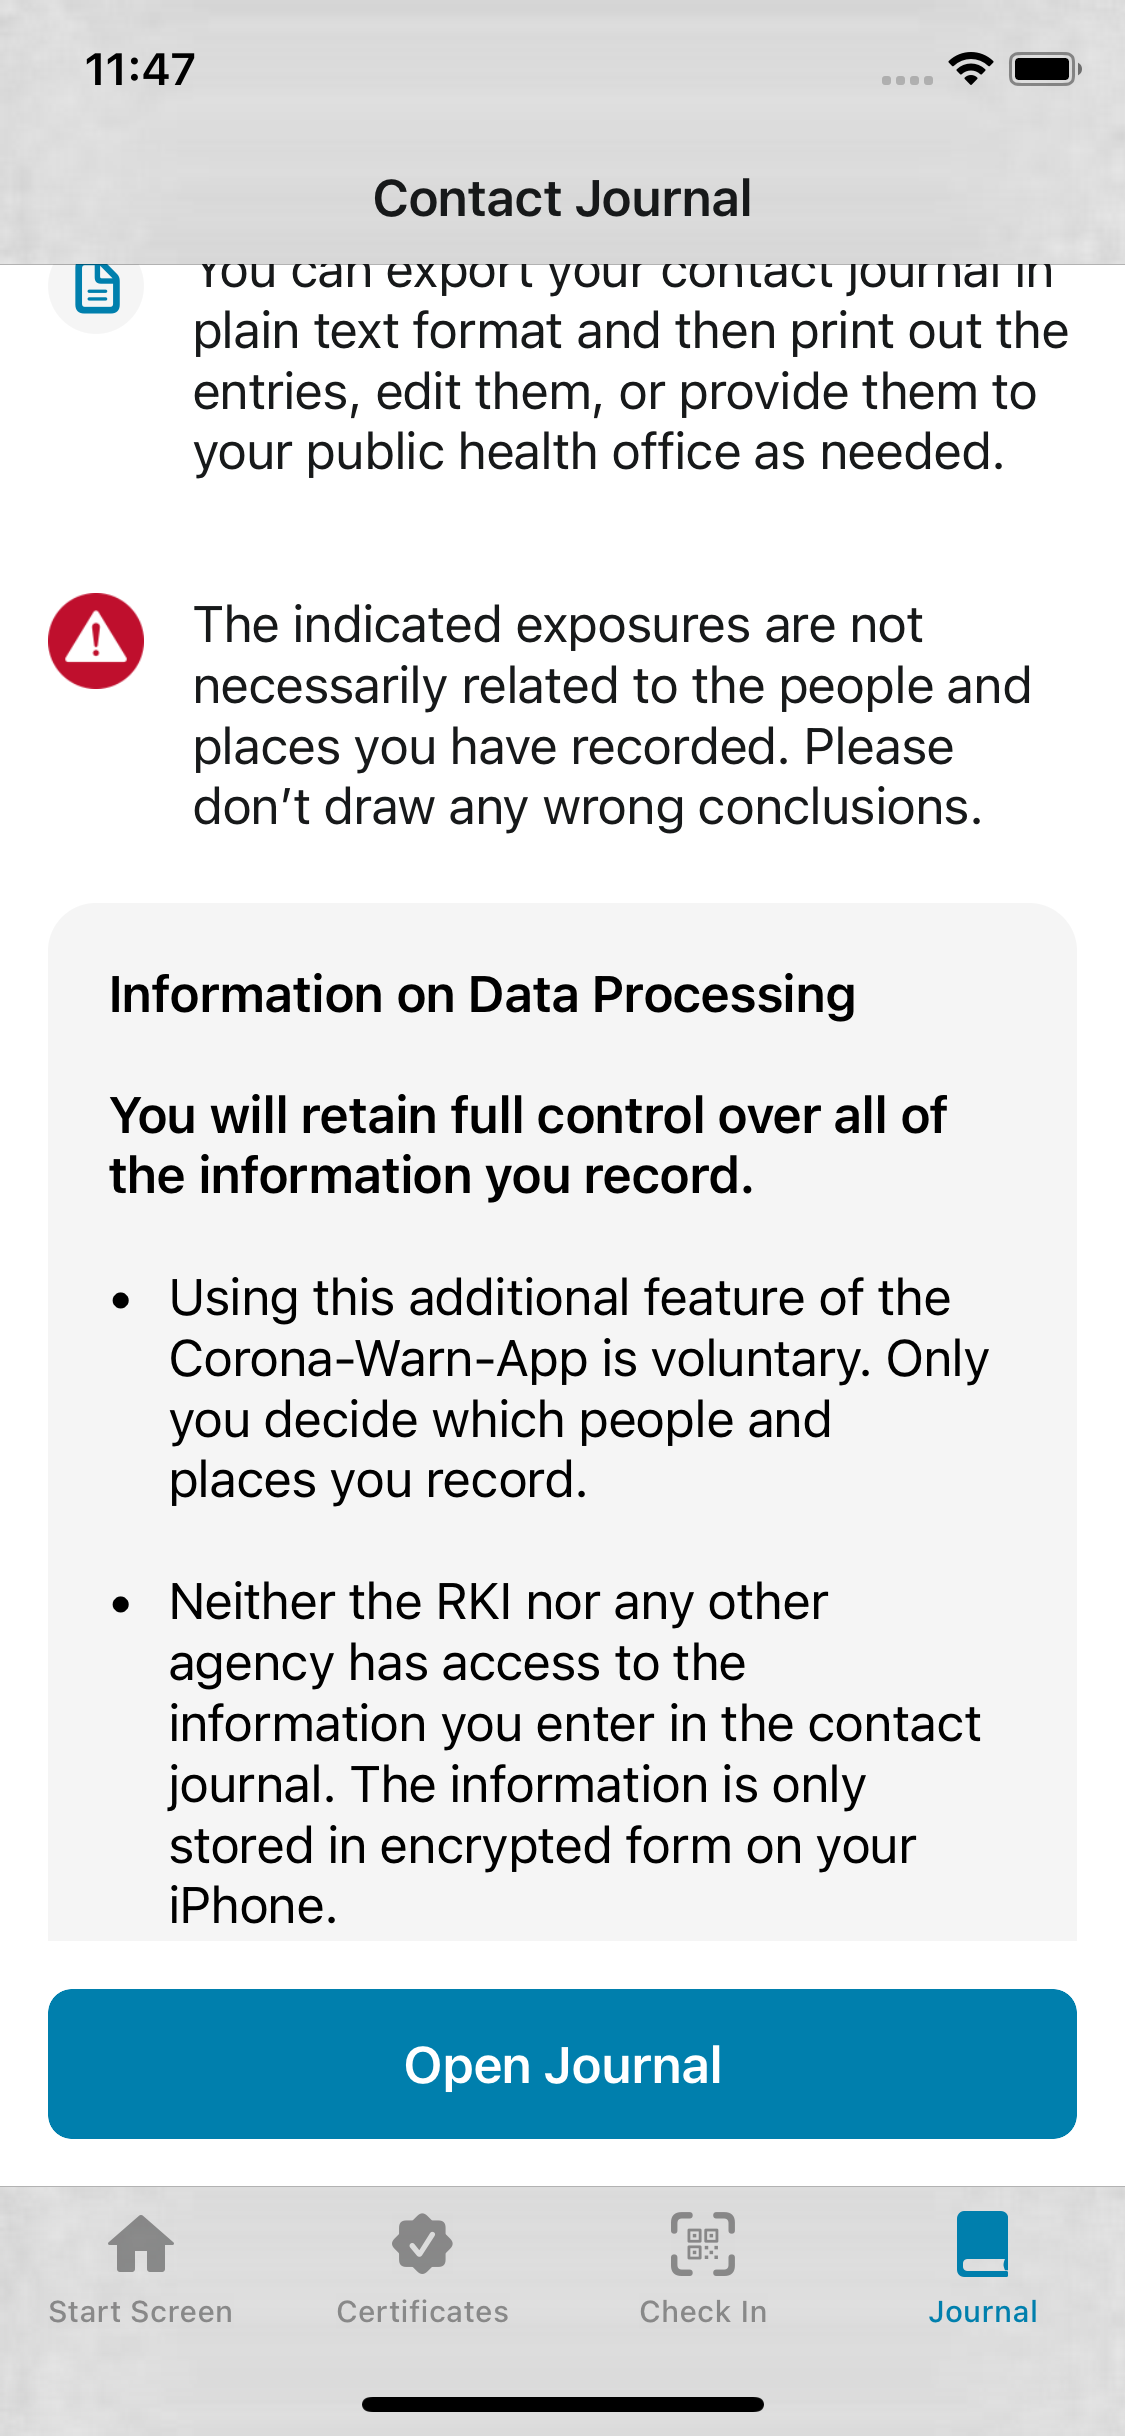 11:47
Contact Journal
You can export your contact journal in
plain text format and then print out the
entries, edit them, or provide them to
your public health office as needed.
The indicated exposures are not
necessarily related to the people and
places you have recorded. Please
don’t draw any wrong conclusions.
Information on Data Processing
You will retain full control over all of
the information you record.
• Using this additional feature of the
Corona-Warn-App is voluntary. Only
you decide which people and
places you record.
• Neither the RKI nor any other
agency has access to the
information you enter in the contact
journal. The information is only
stored in encrypted form on your
iPhone.
Open Journal
Start Screen
Certificates
Check In
Journal